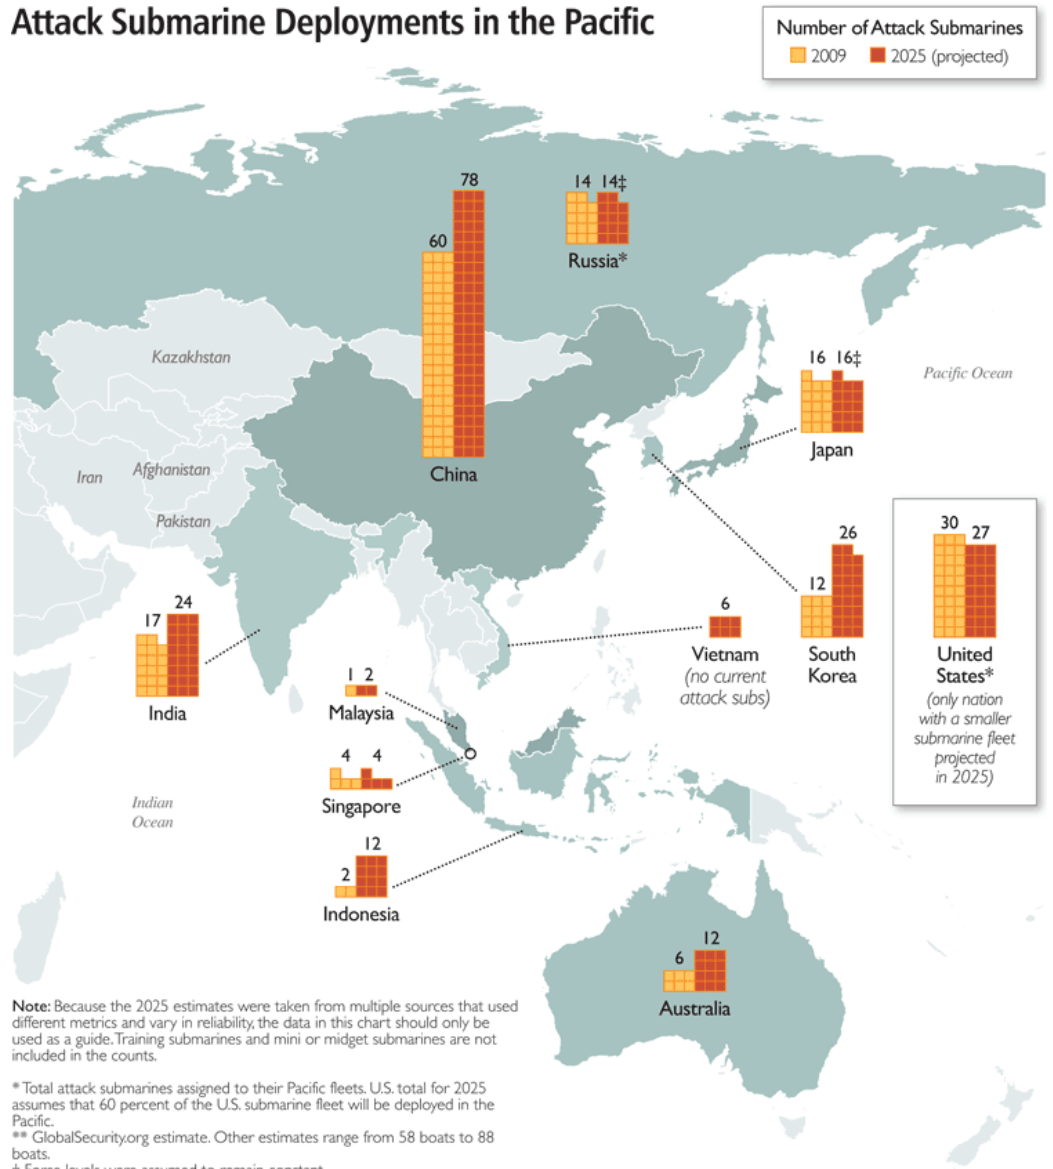 Attack Submarine Deployments in the Pacific
Number of Attack Submarines
2009 2025 (projected)
78
60
China
14 14‡
Russia*
Kazakhstan
Iran
Afghanistan
Pakistan
Pacific Ocean
16 16‡
Japan
12 26
South
Korea
30 27
United
States*
(only nation
with a smaller
submarine fleet
projected
in 2025)
6
Vietnam
(no current
attack subs)
17 24
India
1 2
Malaysia
4 4
Singapore
Indian
Ocean
2 12
Indonesia
6 12
Australia
Note: Because the 2025 estimates were taken from multiple sources that used
different metrics and vary in reliability, the data in this chart should only be
used as a guide. Training submarines and mini or midget submarines are not
included in the counts.
* Total attack submarines assigned to their Pacific fleets. U.S. total for 2025
assumes that 60 percent of the U.S. submarine fleet will be deployed in the
Pacific.
** GlobalSecurity.org estimate. Other estimates range from 58 boats to 88
boats.
‡ Force levels were assumed to remain constant